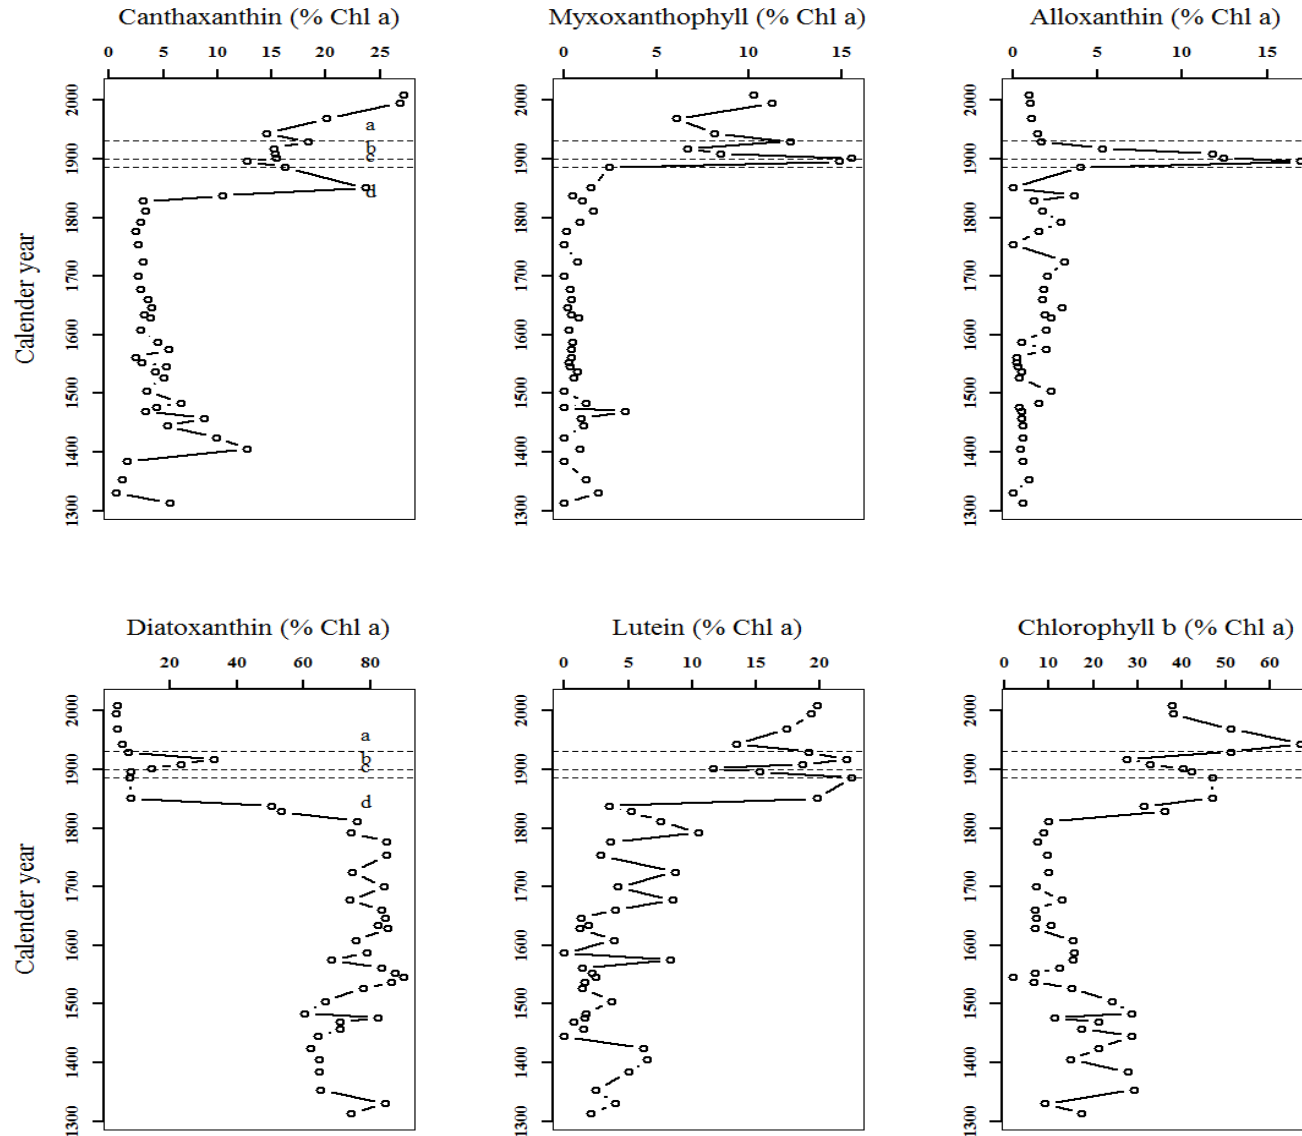 Canthaxanthin (% Chl a)
0 5 10 15 20 25
Myxoxanthophyll (% Chl a)
0 5 10 15
Alloxanthin (% Chl a)
0 5 10 15
Calender year
1300 1400 1500 1600 1700 1800 1900 2000
a
b
c
d
1300 1400 1500 1600 1700 1800 1900 2000
1300 1400 1500 1600 1700 1800 1900 2000
Diatoxanthin (% Chl a)
20 40 60 80
Lutein (% Chl a)
0 5 10 15 20
Chlorophyll b (% Chl a)
0 10 20 30 40 50 60
Calender year
1300 1400 1500 1600 1700 1800 1900 2000
a
b
c
d
1300 1400 1500 1600 1700 1800 1900 2000
1300 1400 1500 1600 1700 1800 1900 2000